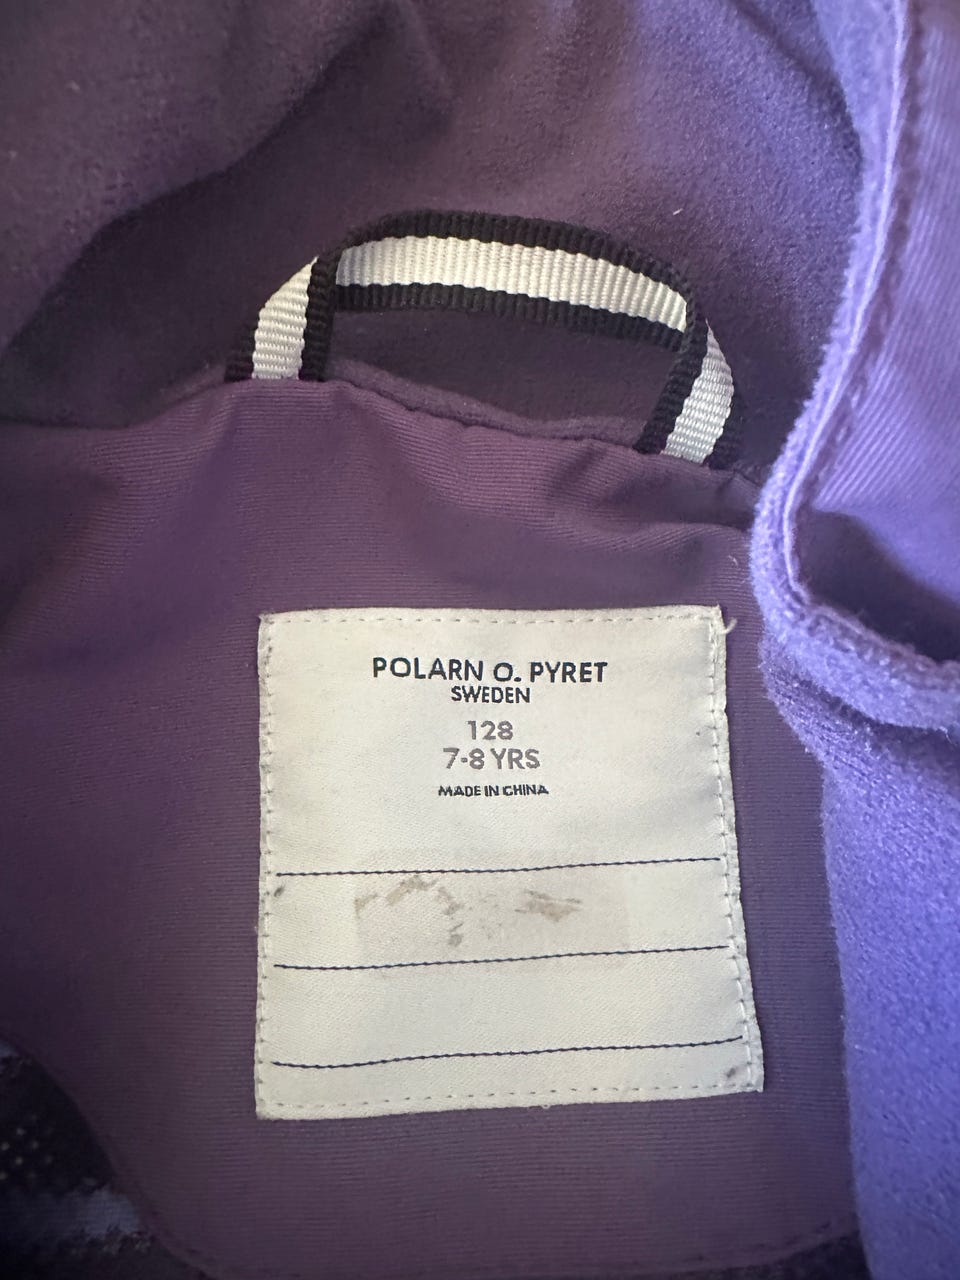 POLARN O. PYRET
SWEDEN
128
7-8 YRS
MADE IN CHINA